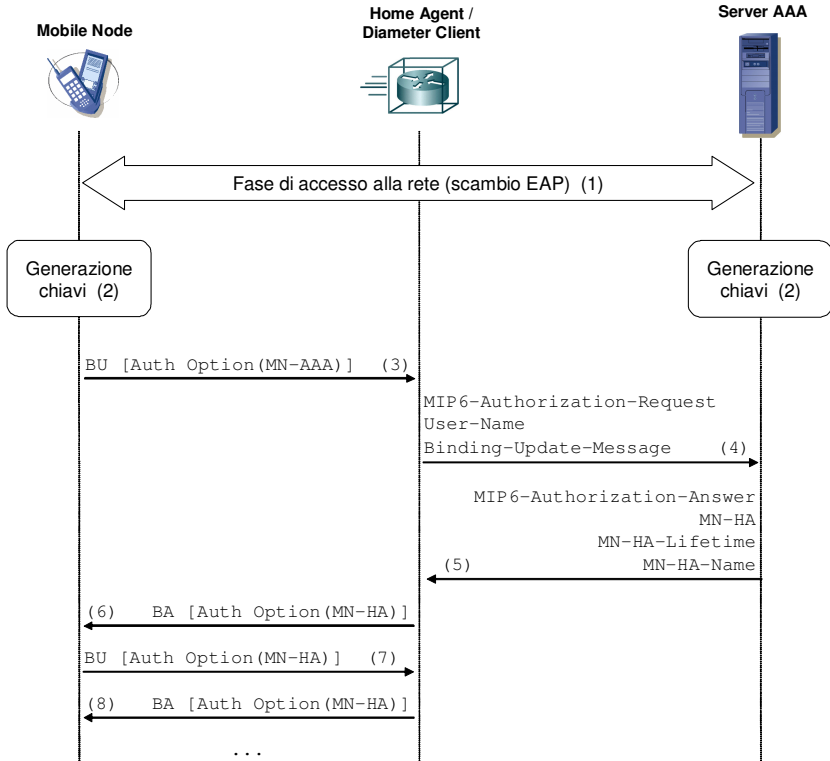 Mobile Node
Home Agent /
Diameter Client
Server AAA
Fase di accesso alla rete (scambio EAP) (1)
Generazione
chiavi (2)
Generazione
chiavi (2)
BU [Auth Option(MN-AAA)] (3)
MIP6-Authorization-Request
User-Name
Binding-Update-Message (4)
MIP6-Authorization-Answer
MN-HA
MN-HA-Lifetime
(5) MN-HA-Name
(6) BA [Auth Option(MN-HA)]
BU [Auth Option(MN-HA)] (7)
(8) BA [Auth Option(MN-HA)]
...